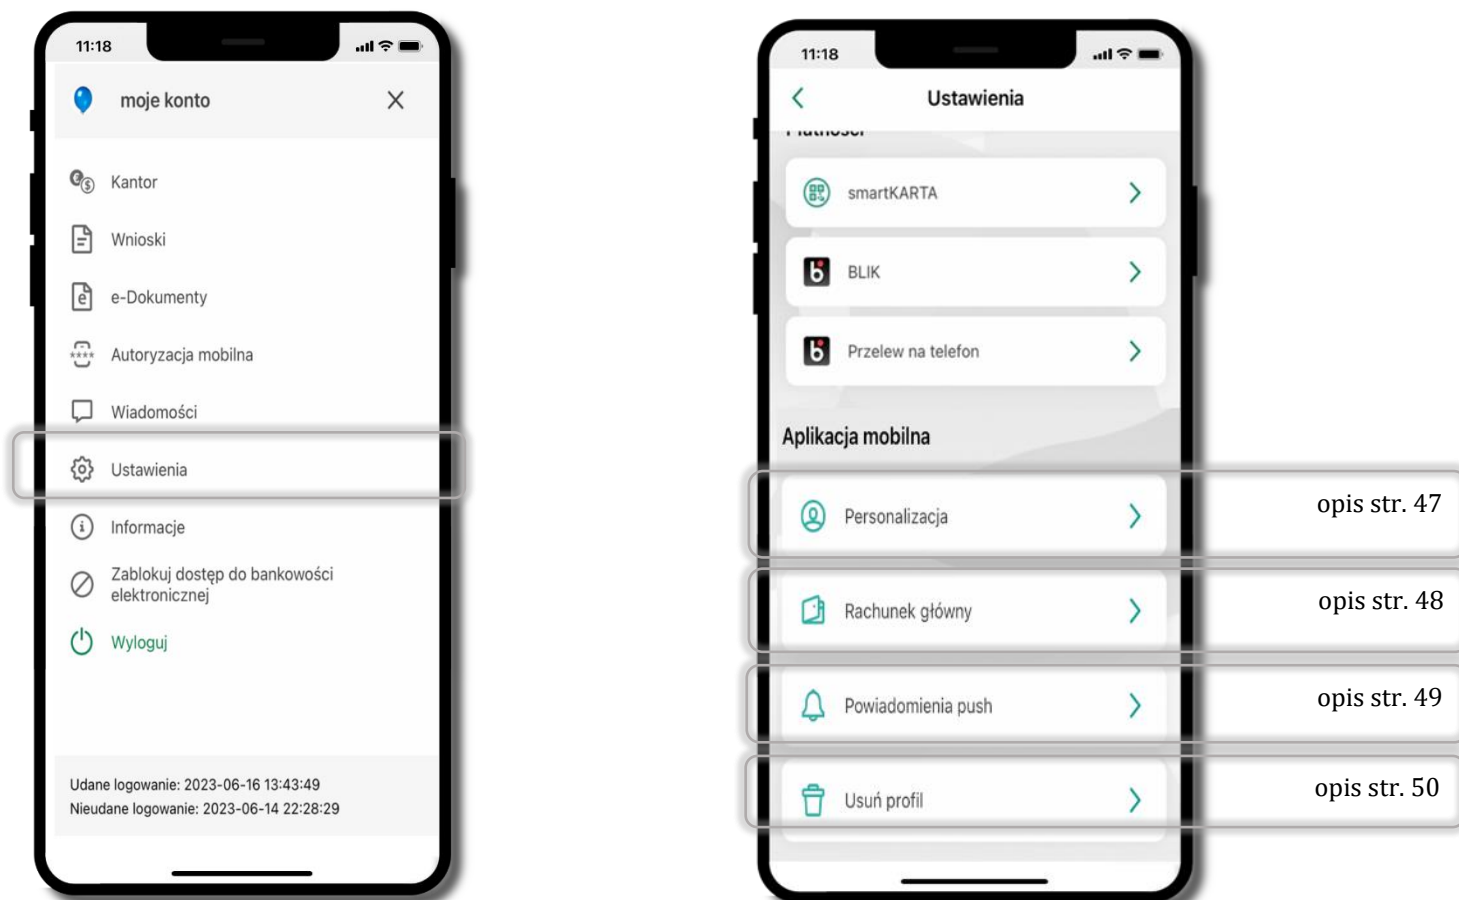 11:18
moje konto
Kantor
Wnioski
e-Dokumenty
Autoryzacja mobilna
Wiadomości
Ustawienia
Informacje
Zablokuj dostęp do bankowości
elektronicznej
Wyloguj
Udane logowanie: 2023-06-16 13:43:49
Nieudane logowanie: 2023-06-14 22:28:29
11:18
Ustawienia
Płatności
smartKARTA
BLIK
Przelew na telefon
Aplikacja mobilna
Personalizacja
opis str. 47
Rachunek główny
opis str. 48
Powiadomienia push
opis str. 49
Usuń profil
opis str. 50